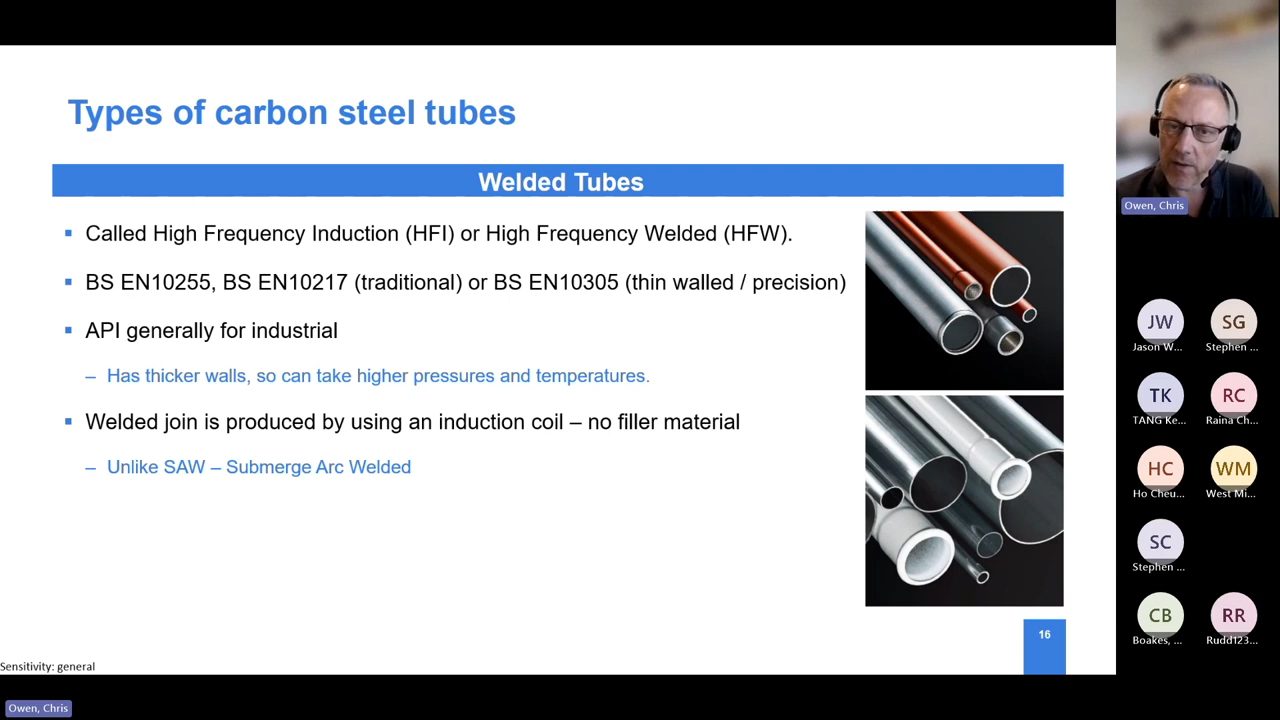 Types of carbon steel tubes
Welded Tubes
▪ Called High Frequency Induction (HFI) or High Frequency Welded (HFW).
▪ BS EN10255, BS EN10217 (traditional) or BS EN10305 (thin walled / precision)
▪ API generally for industrial
– Has thicker walls, so can take higher pressures and temperatures.
▪ Welded join is produced by using an induction coil – no filler material
– Unlike SAW – Submerge Arc Welded
16
Sensitivity: general
Owen, Chris
Owen, Chris
JW
SG
Jason W...
Stephen ...
TK
RC
TANG Ke...
Raina Ch...
HC
WM
Ho Cheu...
West Mi...
SC
Stephen ...
CB
RR
Boakes, ...
Rudd123...